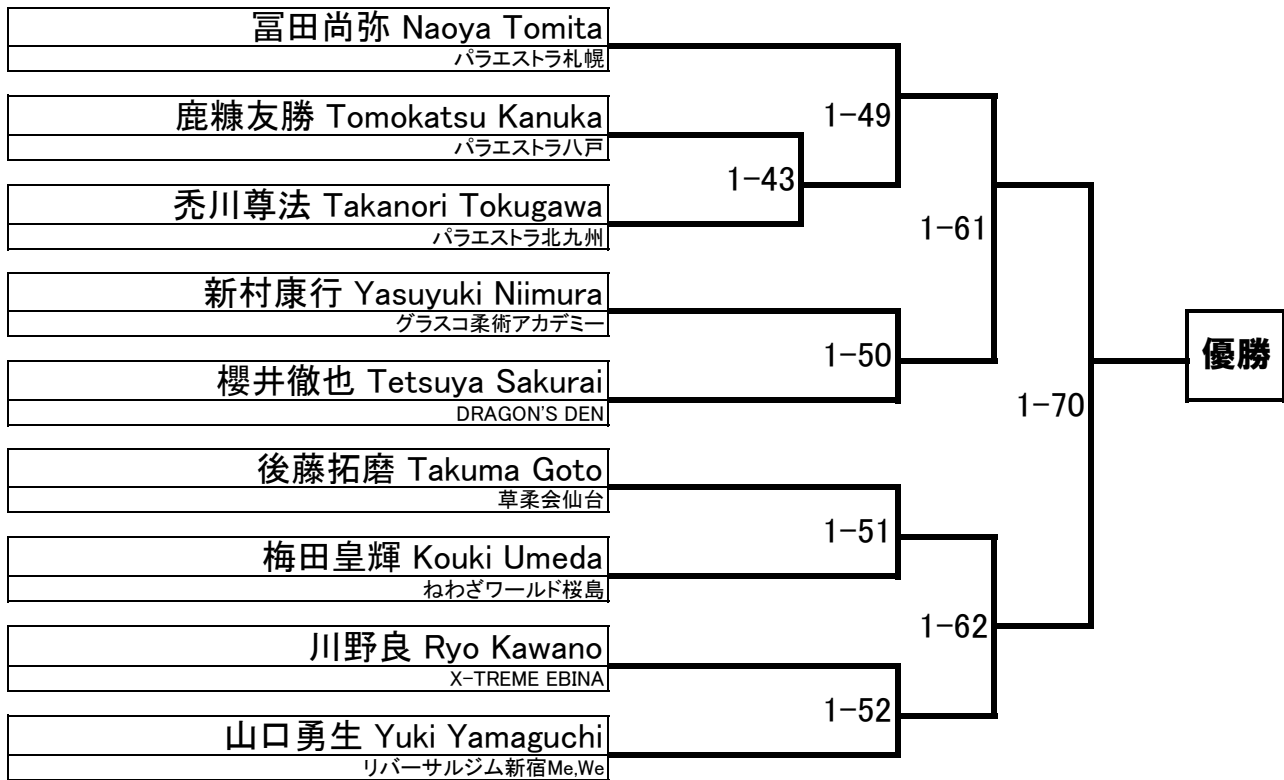 冨田尚弥 Naoya Tomita
パラエストラ札幌
鹿糠友勝 Tomokatsu Kanuka
パラエストラ八戸
禿川尊法 Takanori Tokugawa
パラエストラ北九州
新村康行 Yasuyuki Niimura
グラスコ柔術アカデミー
櫻井徹也 Tetsuya Sakurai
DRAGON'S DEN
後藤拓磨 Takuma Goto
草柔会仙台
梅田皇輝 Kouki Umeda
ねわざワールド桜島
川野良 Ryo Kawano
X-TREME EBINA
山口勇生 Yuki Yamaguchi
リバーサルジム新宿Me,We
1-43
1-49
1-50
1-51
1-52
1-61
1-62
1-70
優勝